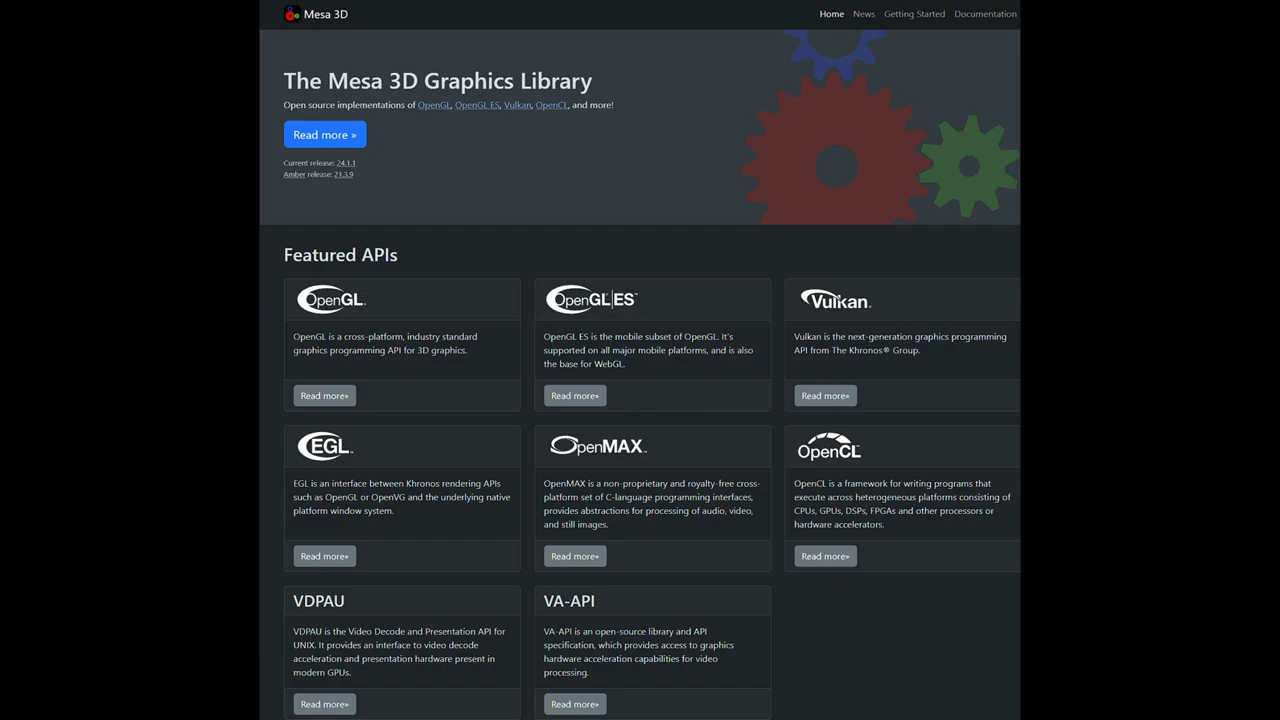 Mesa 3D
Home News Getting Started Documentation
The Mesa 3D Graphics Library
Open source implementations of OpenGL, OpenGL ES, Vulkan, OpenCL, and more!
Read more »
Current release: 24.1.1
Amber release: 21.3.9
Featured APIs
OpenGL™
OpenGL is a cross-platform, industry standard
graphics programming API for 3D graphics.
Read more»
OpenGL|ES™
OpenGL ES is the mobile subset of OpenGL. It's
supported on all major mobile platforms, and is also
the base for WebGL.
Read more»
Vulkan™
Vulkan is the next-generation graphics programming
API from The Khronos® Group.
Read more»
EGL™
EGL is an interface between Khronos rendering APIs
such as OpenGL or OpenVG and the underlying native
platform window system.
Read more»
OpenMAX™
OpenMAX is a non-proprietary and royalty-free cross-
platform set of C-language programming interfaces,
provides abstractions for processing of audio, video,
and still images.
Read more»
OpenCL
OpenCL is a framework for writing programs that
execute across heterogeneous platforms consisting of
CPUs, GPUs, DSPs, FPGAs and other processors or
hardware accelerators.
Read more»
VDPAU
VDPAU is the Video Decode and Presentation API for
UNIX. It provides an interface to video decode
acceleration and presentation hardware present in
modern GPUs.
Read more»
VA-API
VA-API is an open-source library and API
specification, which provides access to graphics
hardware acceleration capabilities for video
processing.
Read more»